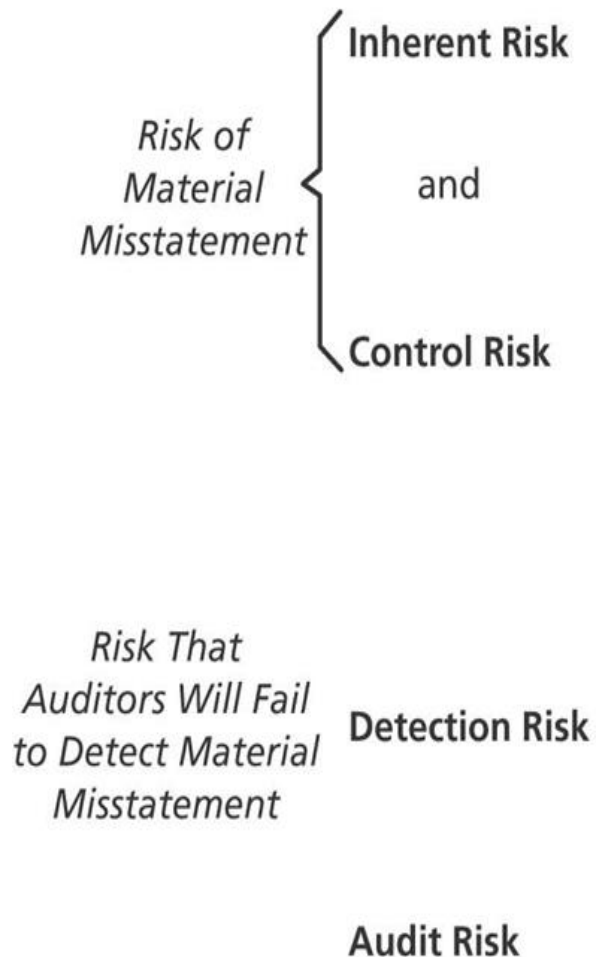 Inherent Risk
Risk of
Material
Misstatement
and
Control Risk
Risk That
Auditors Will Fail
to Detect Material
Misstatement
Detection Risk
Audit Risk